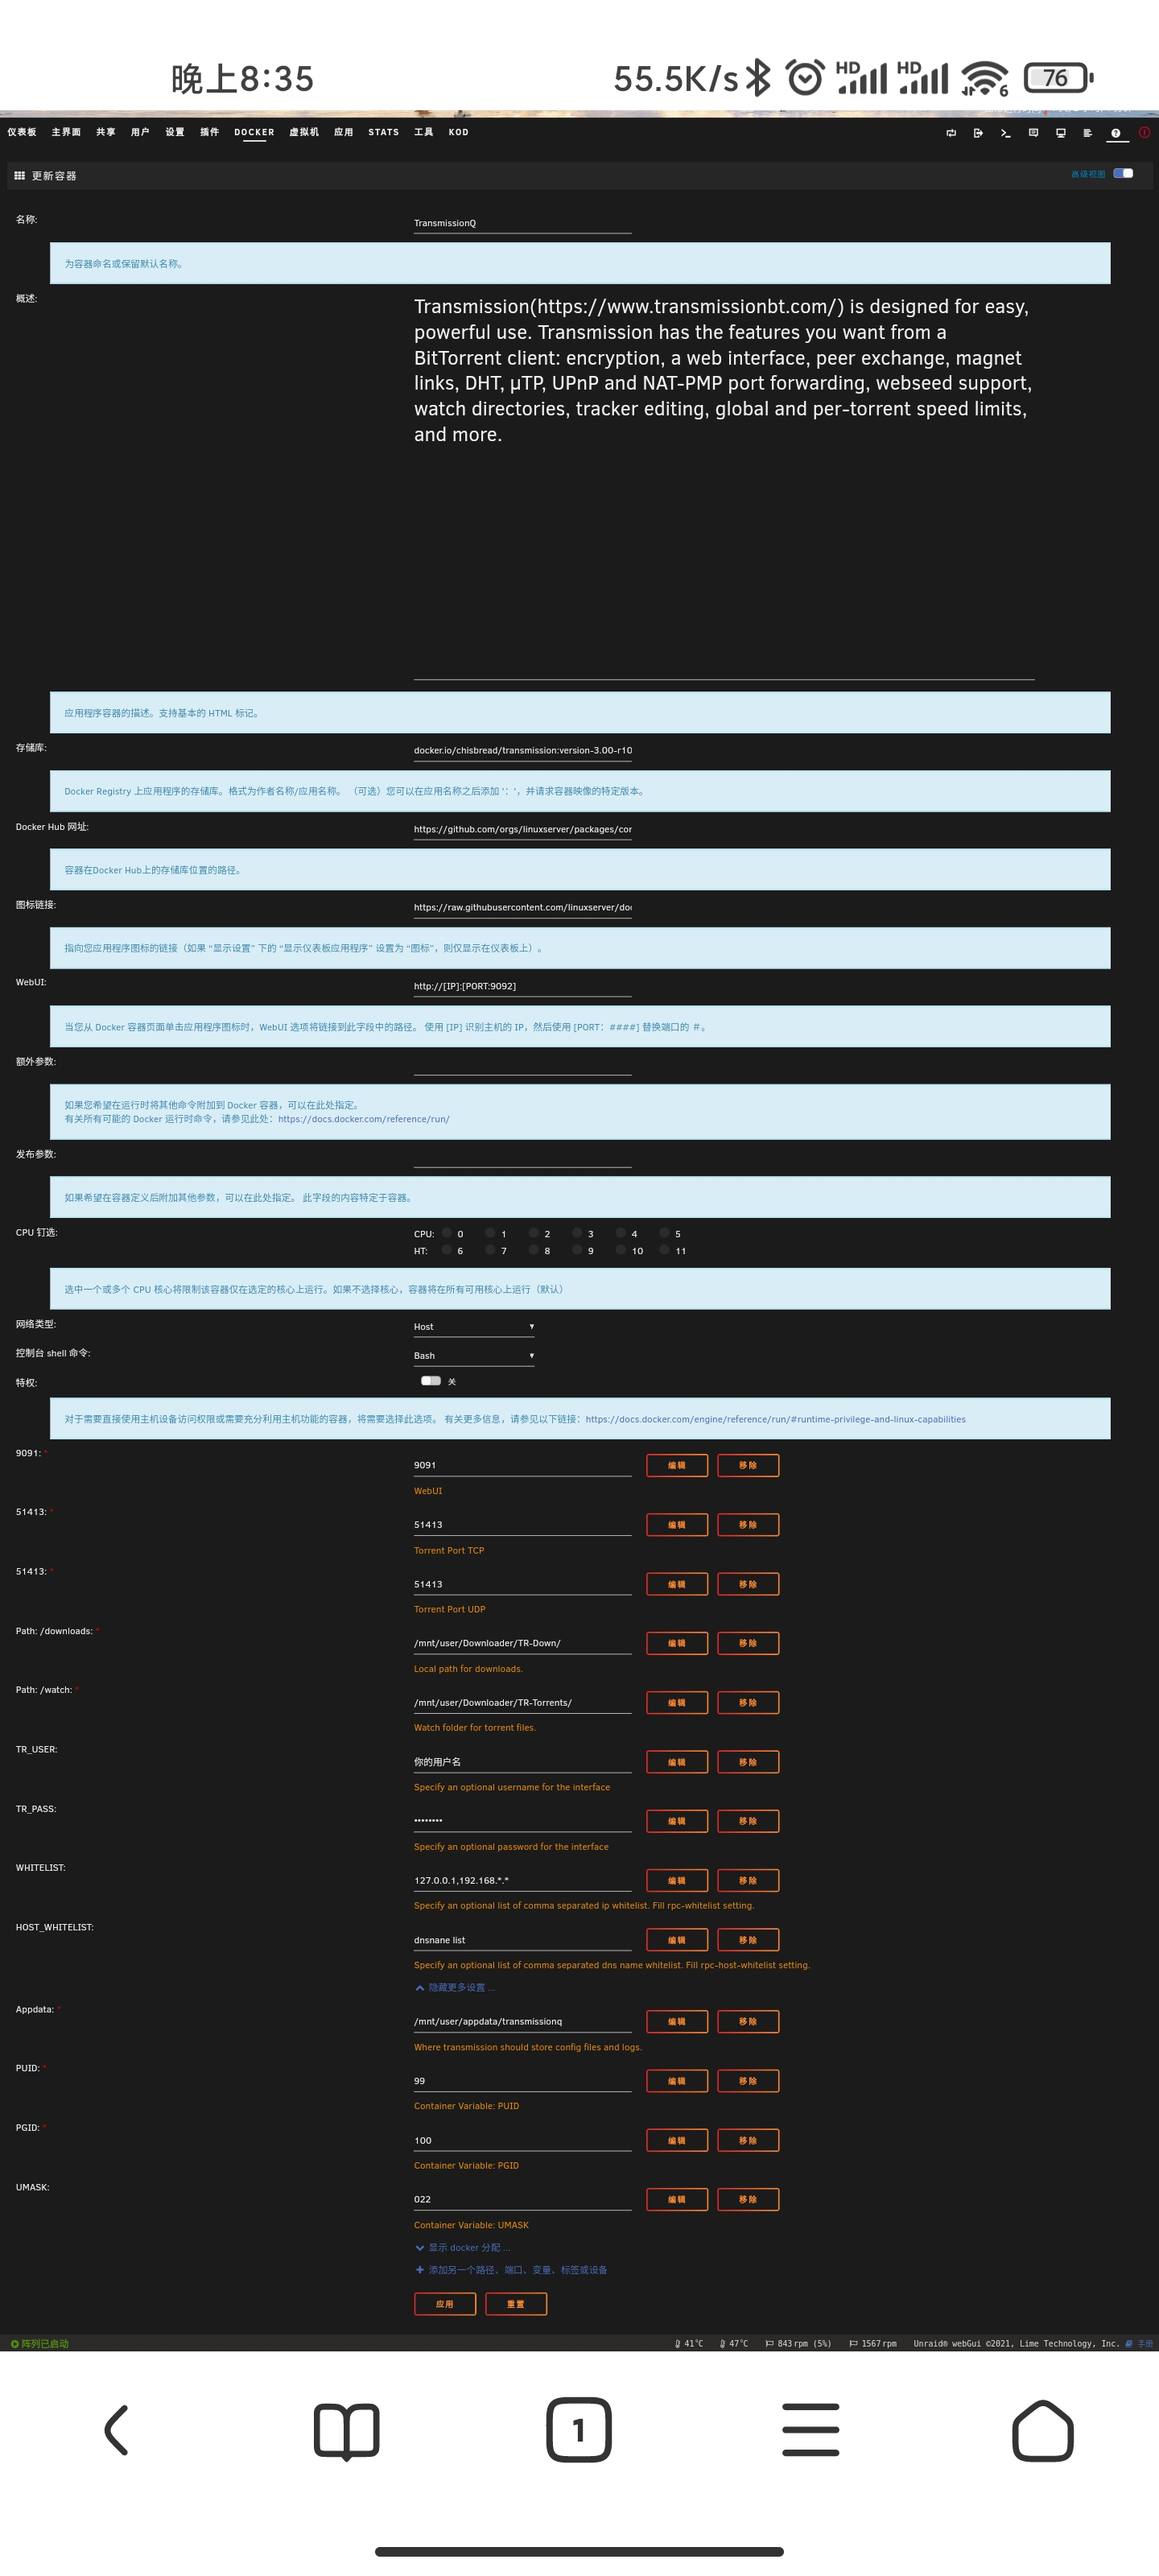 晚上8:35
55.5K/s
HD
HD
6
76
仪表板 主界面 共享 用户 设置 插件 DOCKER 虚拟机 应用 STATS 工具 KOD
更新容器
高级视图
名称:
TransmissionQ
为容器命名或保留默认名称。
概述:
Transmission(https://www.transmissionbt.com/) is designed for easy,
powerful use. Transmission has the features you want from a
BitTorrent client: encryption, a web interface, peer exchange, magnet
links, DHT, µTP, UPnP and NAT-PMP port forwarding, webseed support,
watch directories, tracker editing, global and per-torrent speed limits,
and more.
应用程序容器的描述。支持基本的 HTML 标记。
存储库:
docker.io/chisbread/transmission:version-3.00-r10
Docker Registry 上应用程序的存储库。格式为作者名称/应用名称。 （可选）您可以在应用名称之后添加 '：'，并请求容器映像的特定版本。
Docker Hub 网址:
https://github.com/orgs/linuxserver/packages/cor
容器在Docker Hub上的存储库位置的路径。
图标链接:
https://raw.githubusercontent.com/linuxserver/doc
指向您应用程序图标的链接（如果 “显示设置” 下的 “显示仪表板应用程序” 设置为 “图标”，则仅显示在仪表板上）。
WebUI:
http://[IP]:[PORT:9092]
当您从 Docker 容器页面单击应用程序图标时，WebUI 选项将链接到此字段中的路径。 使用 [IP] 识别主机的 IP，然后使用 [PORT：####] 替换端口的 #。
额外参数:
如果您希望在运行时将其他命令附加到 Docker 容器，可以在此处指定。
有关所有可能的 Docker 运行时命令，请参见此处：https://docs.docker.com/reference/run/
发布参数:
如果希望在容器定义后附加其他参数，可以在此处指定。 此字段的内容特定于容器。
CPU 钉选:
CPU: 0 1 2 3 4 5
HT: 6 7 8 9 10 11
选中一个或多个 CPU 核心将限制该容器仅在选定的核心上运行。如果不选择核心，容器将在所有可用核心上运行（默认）
网络类型:
Host
控制台 shell 命令:
Bash
特权:
关
对于需要直接使用主机设备访问权限或需要充分利用主机功能的容器，将需要选择此选项。 有关更多信息，请参见以下链接：https://docs.docker.com/engine/reference/run/#runtime-privilege-and-linux-capabilities
9091: *
9091 编辑 移除
WebUI
51413: *
51413 编辑 移除
Torrent Port TCP
51413: *
51413 编辑 移除
Torrent Port UDP
Path: /downloads: *
/mnt/user/Downloader/TR-Down/ 编辑 移除
Local path for downloads.
Path: /watch: *
/mnt/user/Downloader/TR-Torrents/ 编辑 移除
Watch folder for torrent files.
TR_USER:
你的用户名 编辑 移除
Specify an optional username for the interface
TR_PASS:
•••••••• 编辑 移除
Specify an optional password for the interface
WHITELIST:
127.0.0.1,192.168.*.* 编辑 移除
Specify an optional list of comma separated ip whitelist. Fill rpc-whitelist setting.
HOST_WHITELIST:
dnsnane list 编辑 移除
Specify an optional list of comma separated dns name whitelist. Fill rpc-host-whitelist setting.
隐藏更多设置 ...
Appdata: *
/mnt/user/appdata/transmissionq 编辑 移除
Where transmission should store config files and logs.
PUID: *
99 编辑 移除
Container Variable: PUID
PGID: *
100 编辑 移除
Container Variable: PGID
UMASK:
022 编辑 移除
Container Variable: UMASK
显示 docker 分配 ...
添加另一个路径、端口、变量、标签或设备
应用 重置
阵列已启动
41℃ 47℃ 843 rpm (5%) 1567 rpm Unraid® webGui ©2021, Lime Technology, Inc. 手册
1